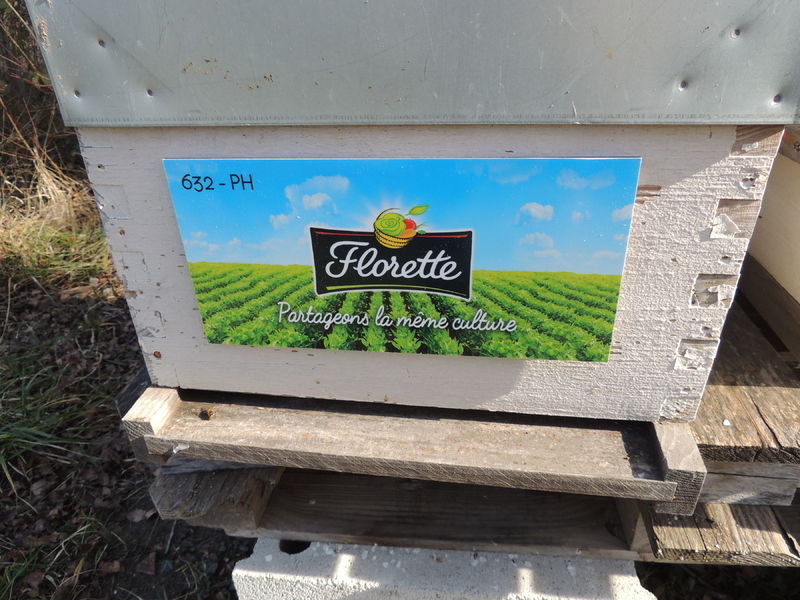 632-PH
Florette
Partageons la même culture